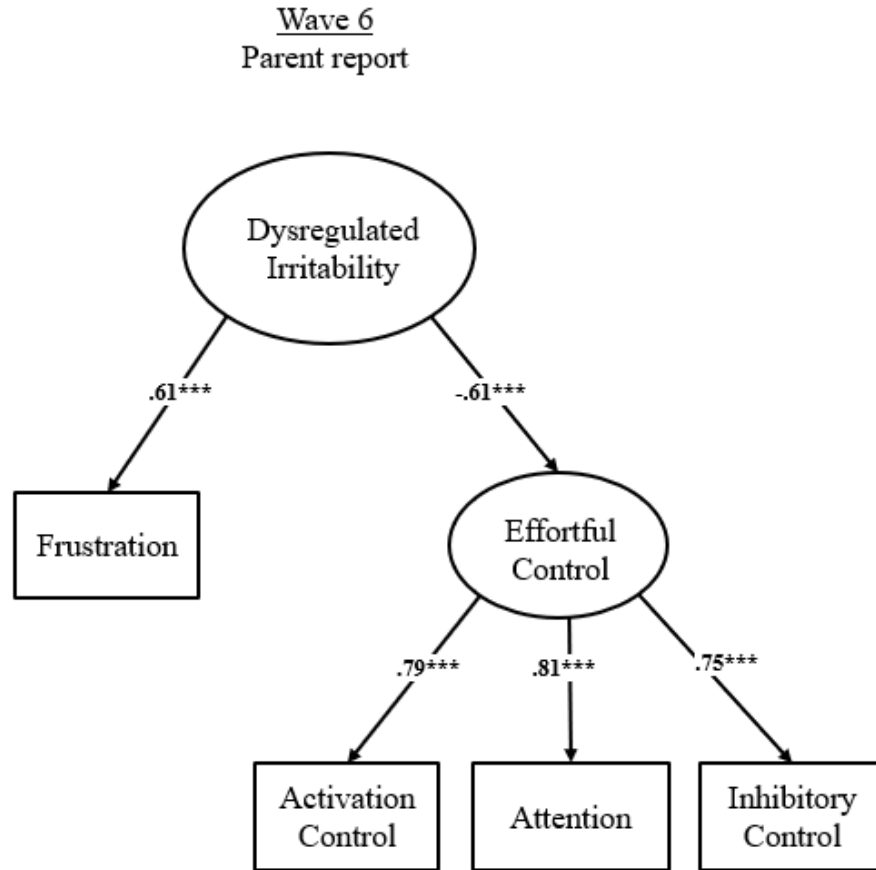 Wave 6
Parent report
Dysregulated
Irritability
.61***
-.61***
Frustration
Effortful
Control
.79***
.81***
.75***
Activation
Control
Attention
Inhibitory
Control